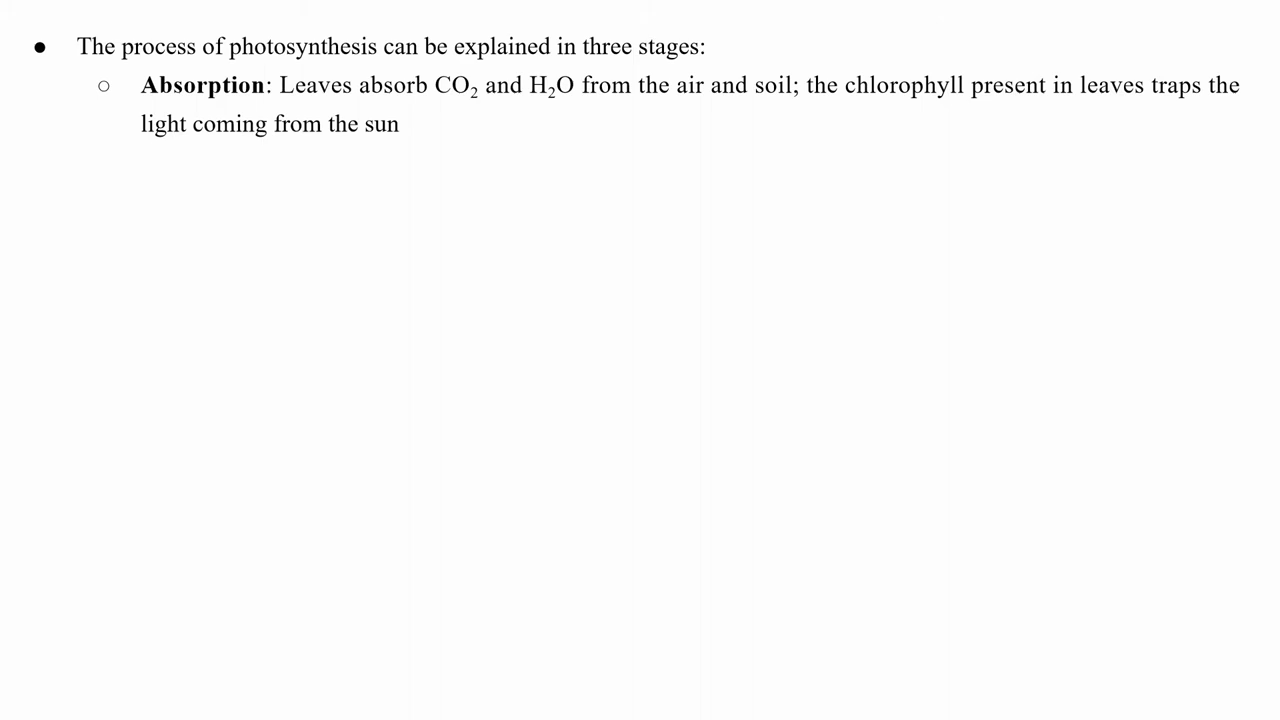 ● The process of photosynthesis can be explained in three stages:
○ Absorption: Leaves absorb CO₂ and H₂O from the air and soil; the chlorophyll present in leaves traps the
light coming from the sun